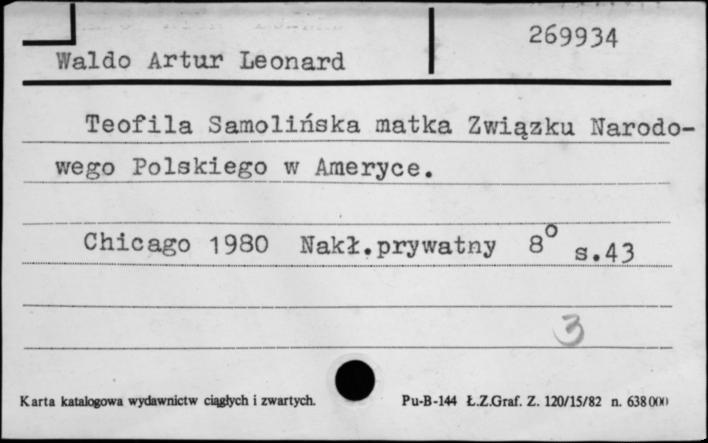 269934
Waldo Artur Leonard
Teofila Samolińska matka Związku Narodo-
wego Polskiego w Ameryce.
Chicago 1980 Nakł.prywatny 8° s.43
3
Karta katalogowa wydawnictw ciągłych i zwartych. Pu-B-144 Ł.Z.Graf. Z. 120/15/82 n. 638000